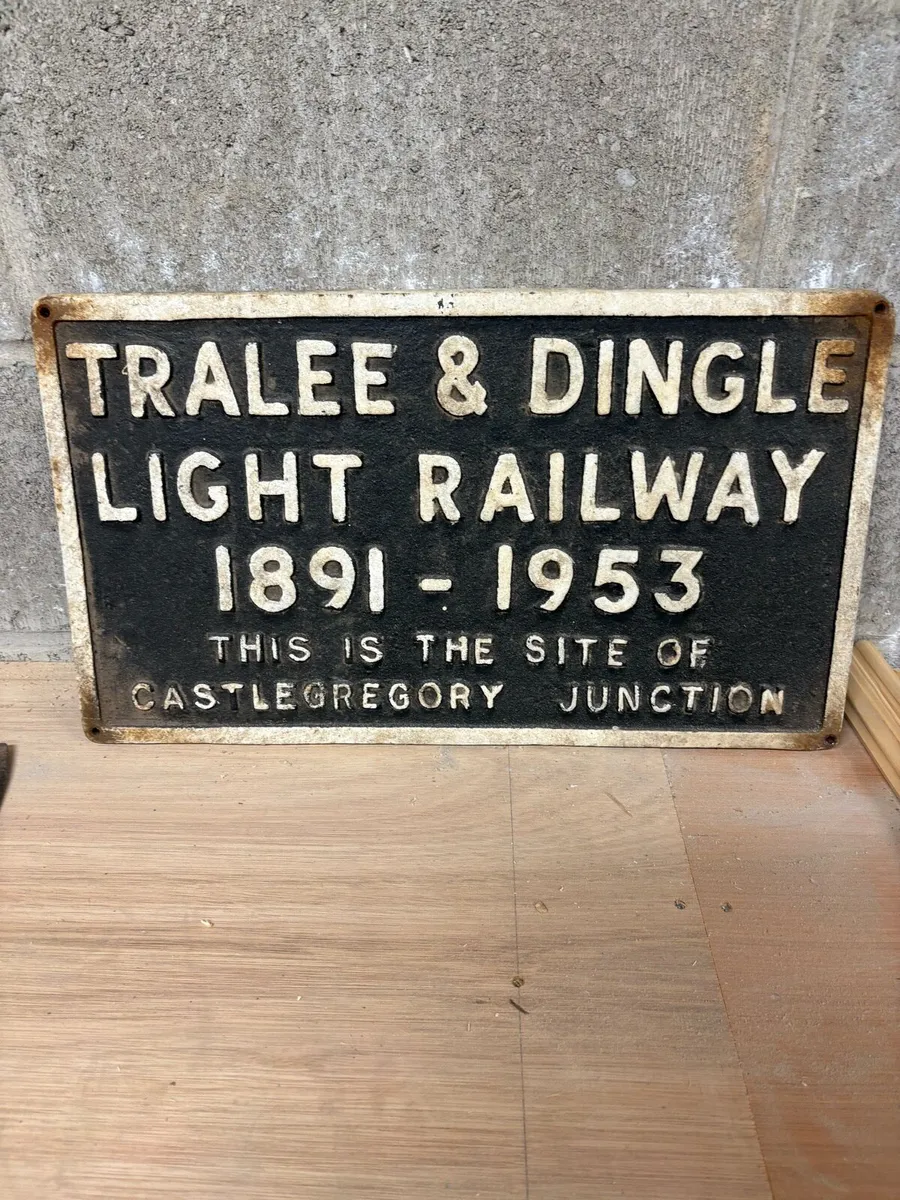 TRALEE & DINGLE
LIGHT RAILWAY
1891 - 1953
THIS IS THE SITE OF
CASTLEGREGORY JUNCTION